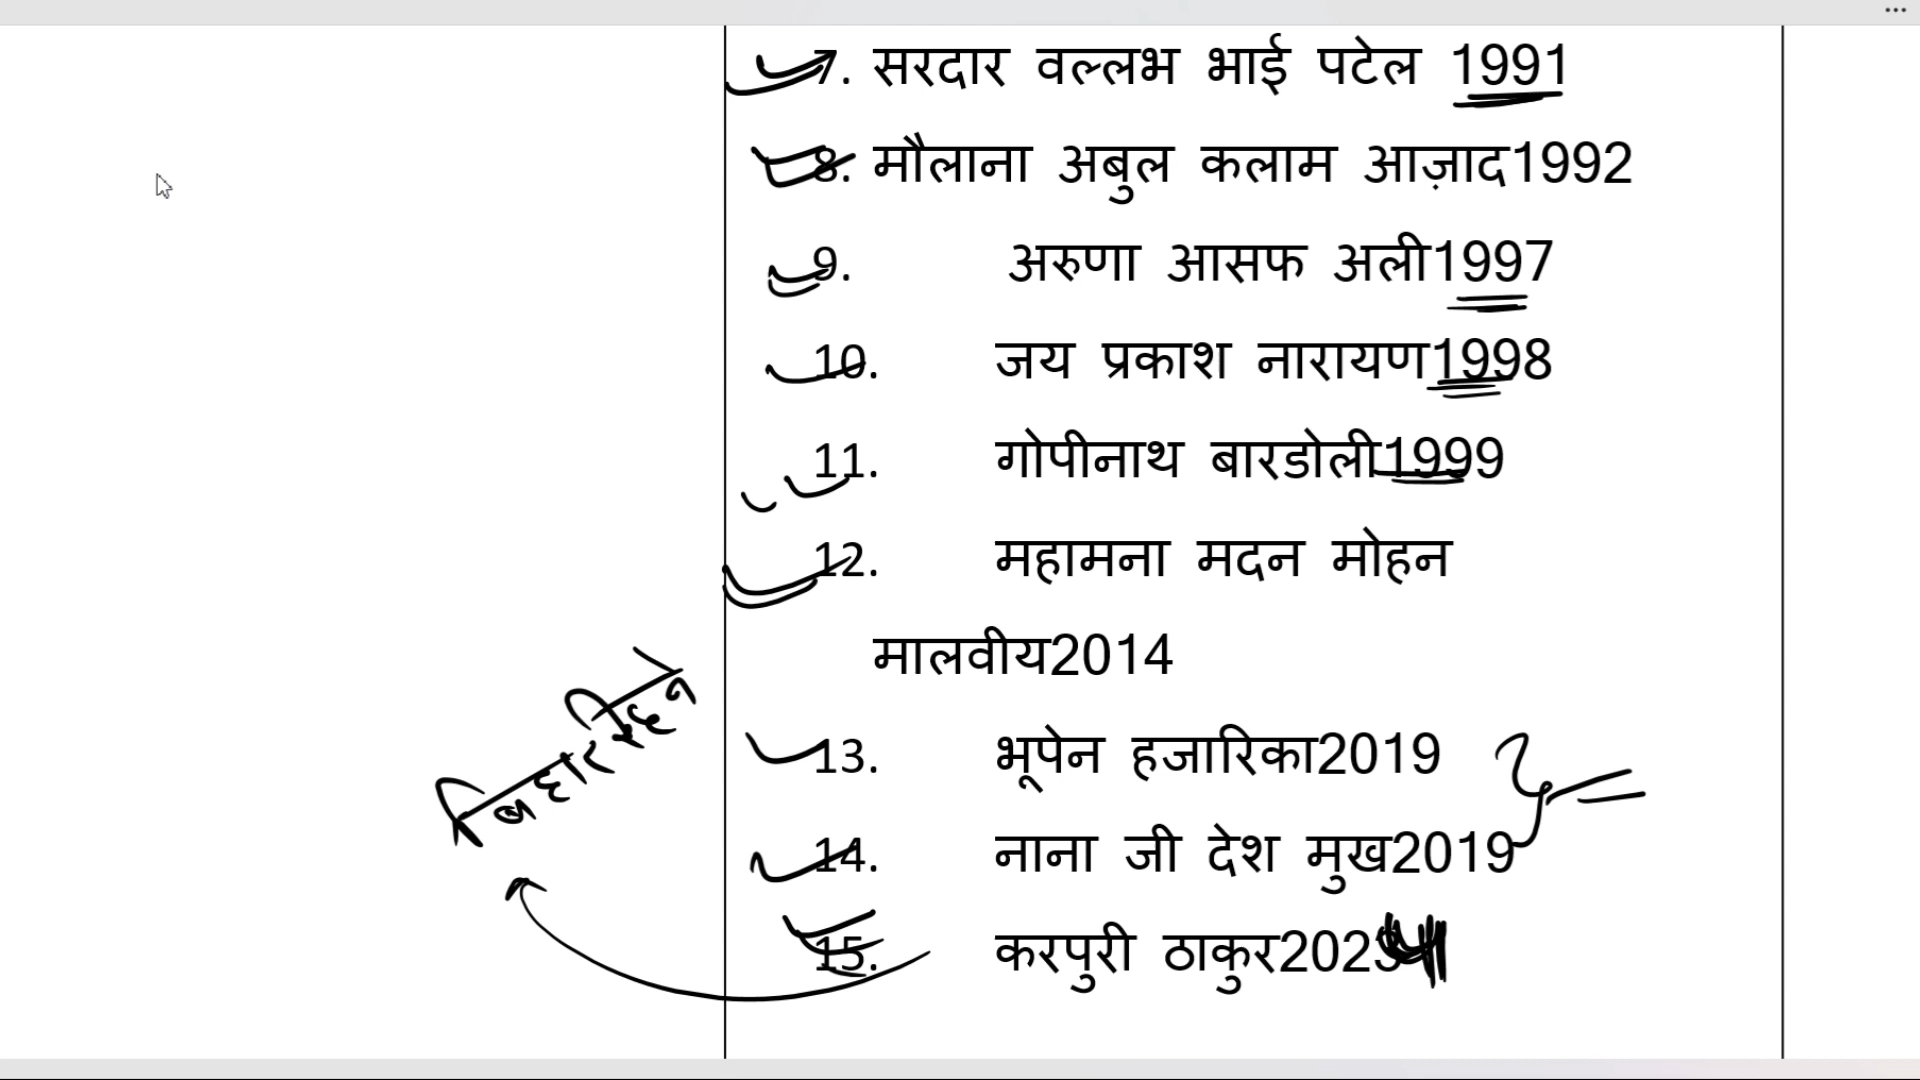 7. सरदार वल्लभ भाई पटेल 1991
8. मौलाना अबुल कलाम आज़ाद1992
9. अरुणा आसफ अली1997
10. जय प्रकाश नारायण1998
11. गोपीनाथ बारडोली1999
12. महामना मदन मोहन
मालवीय2014
13. भूपेन हजारिका2019
14. नाना जी देश मुख2019
15. करपुरी ठाकुर2024
बिहार